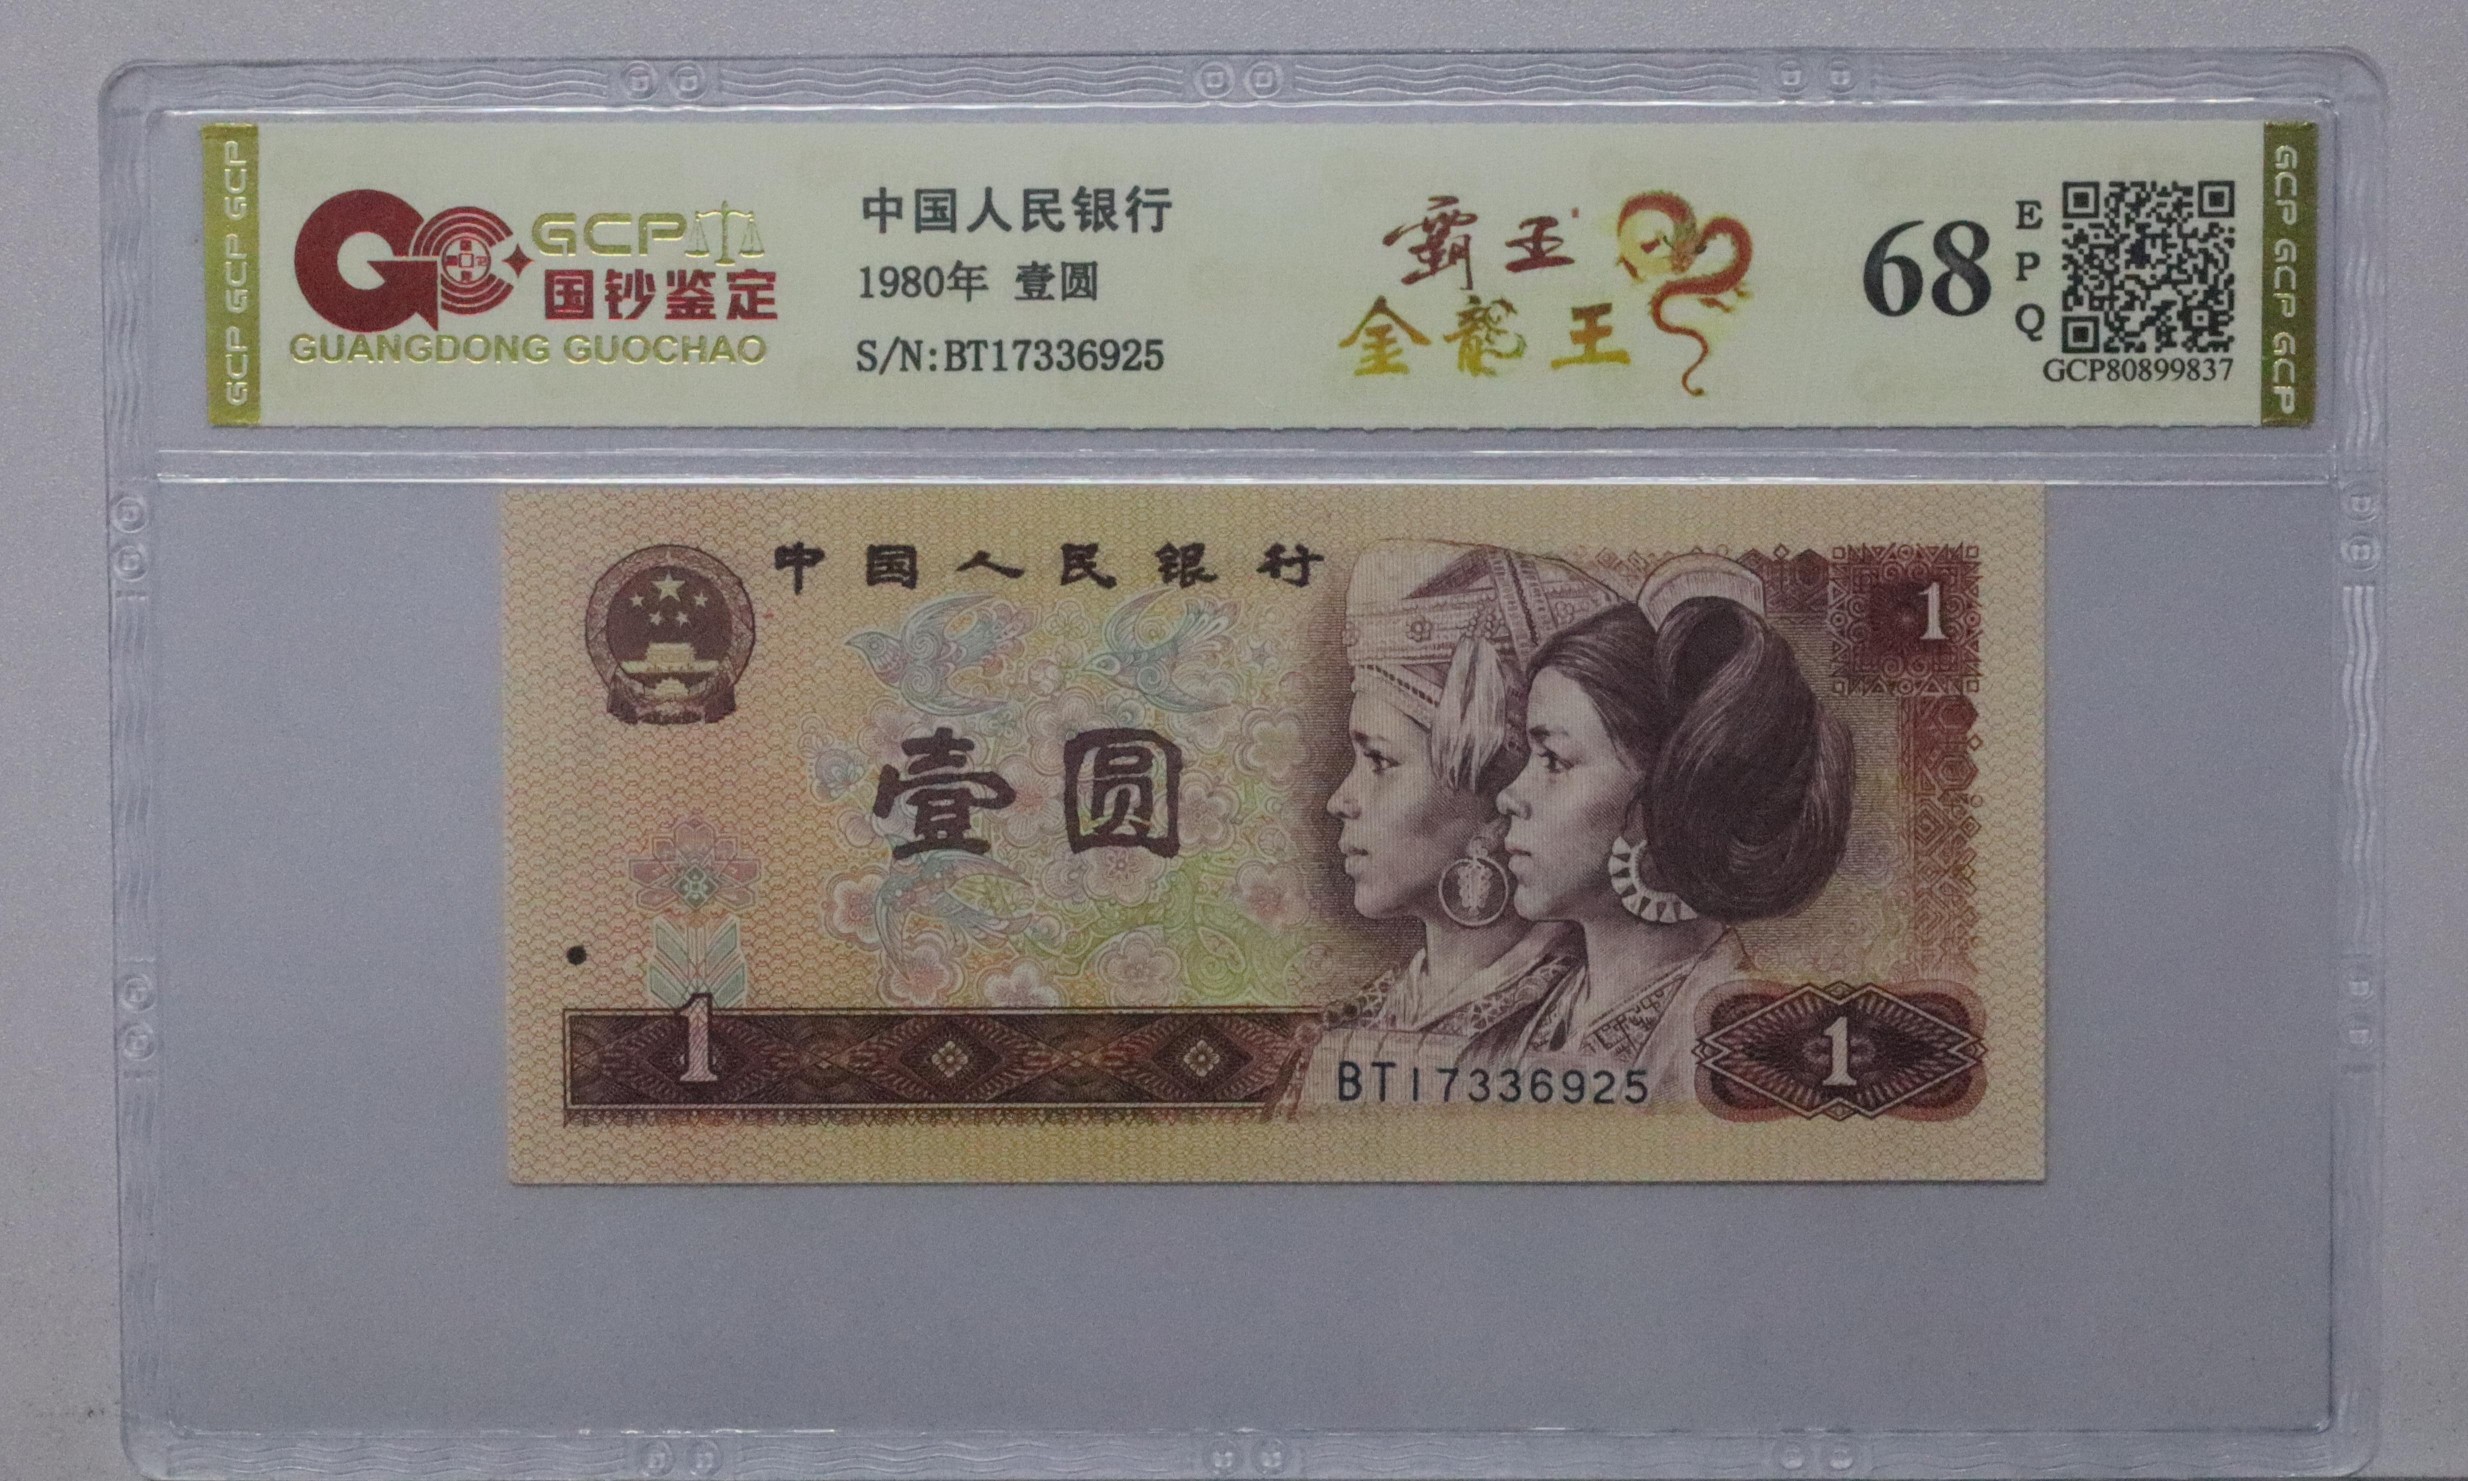 GCP GCP GCP
GCP
国钞鉴定
GUANGDONG GUOCHAO
中国人民银行
1980年 壹圆
S/N:BT17336925
霸王
金龍王
68
EPQ
GCP80899837
GCP GCP GCP
中国人民银行
1
壹圆
1
BT17336925
1